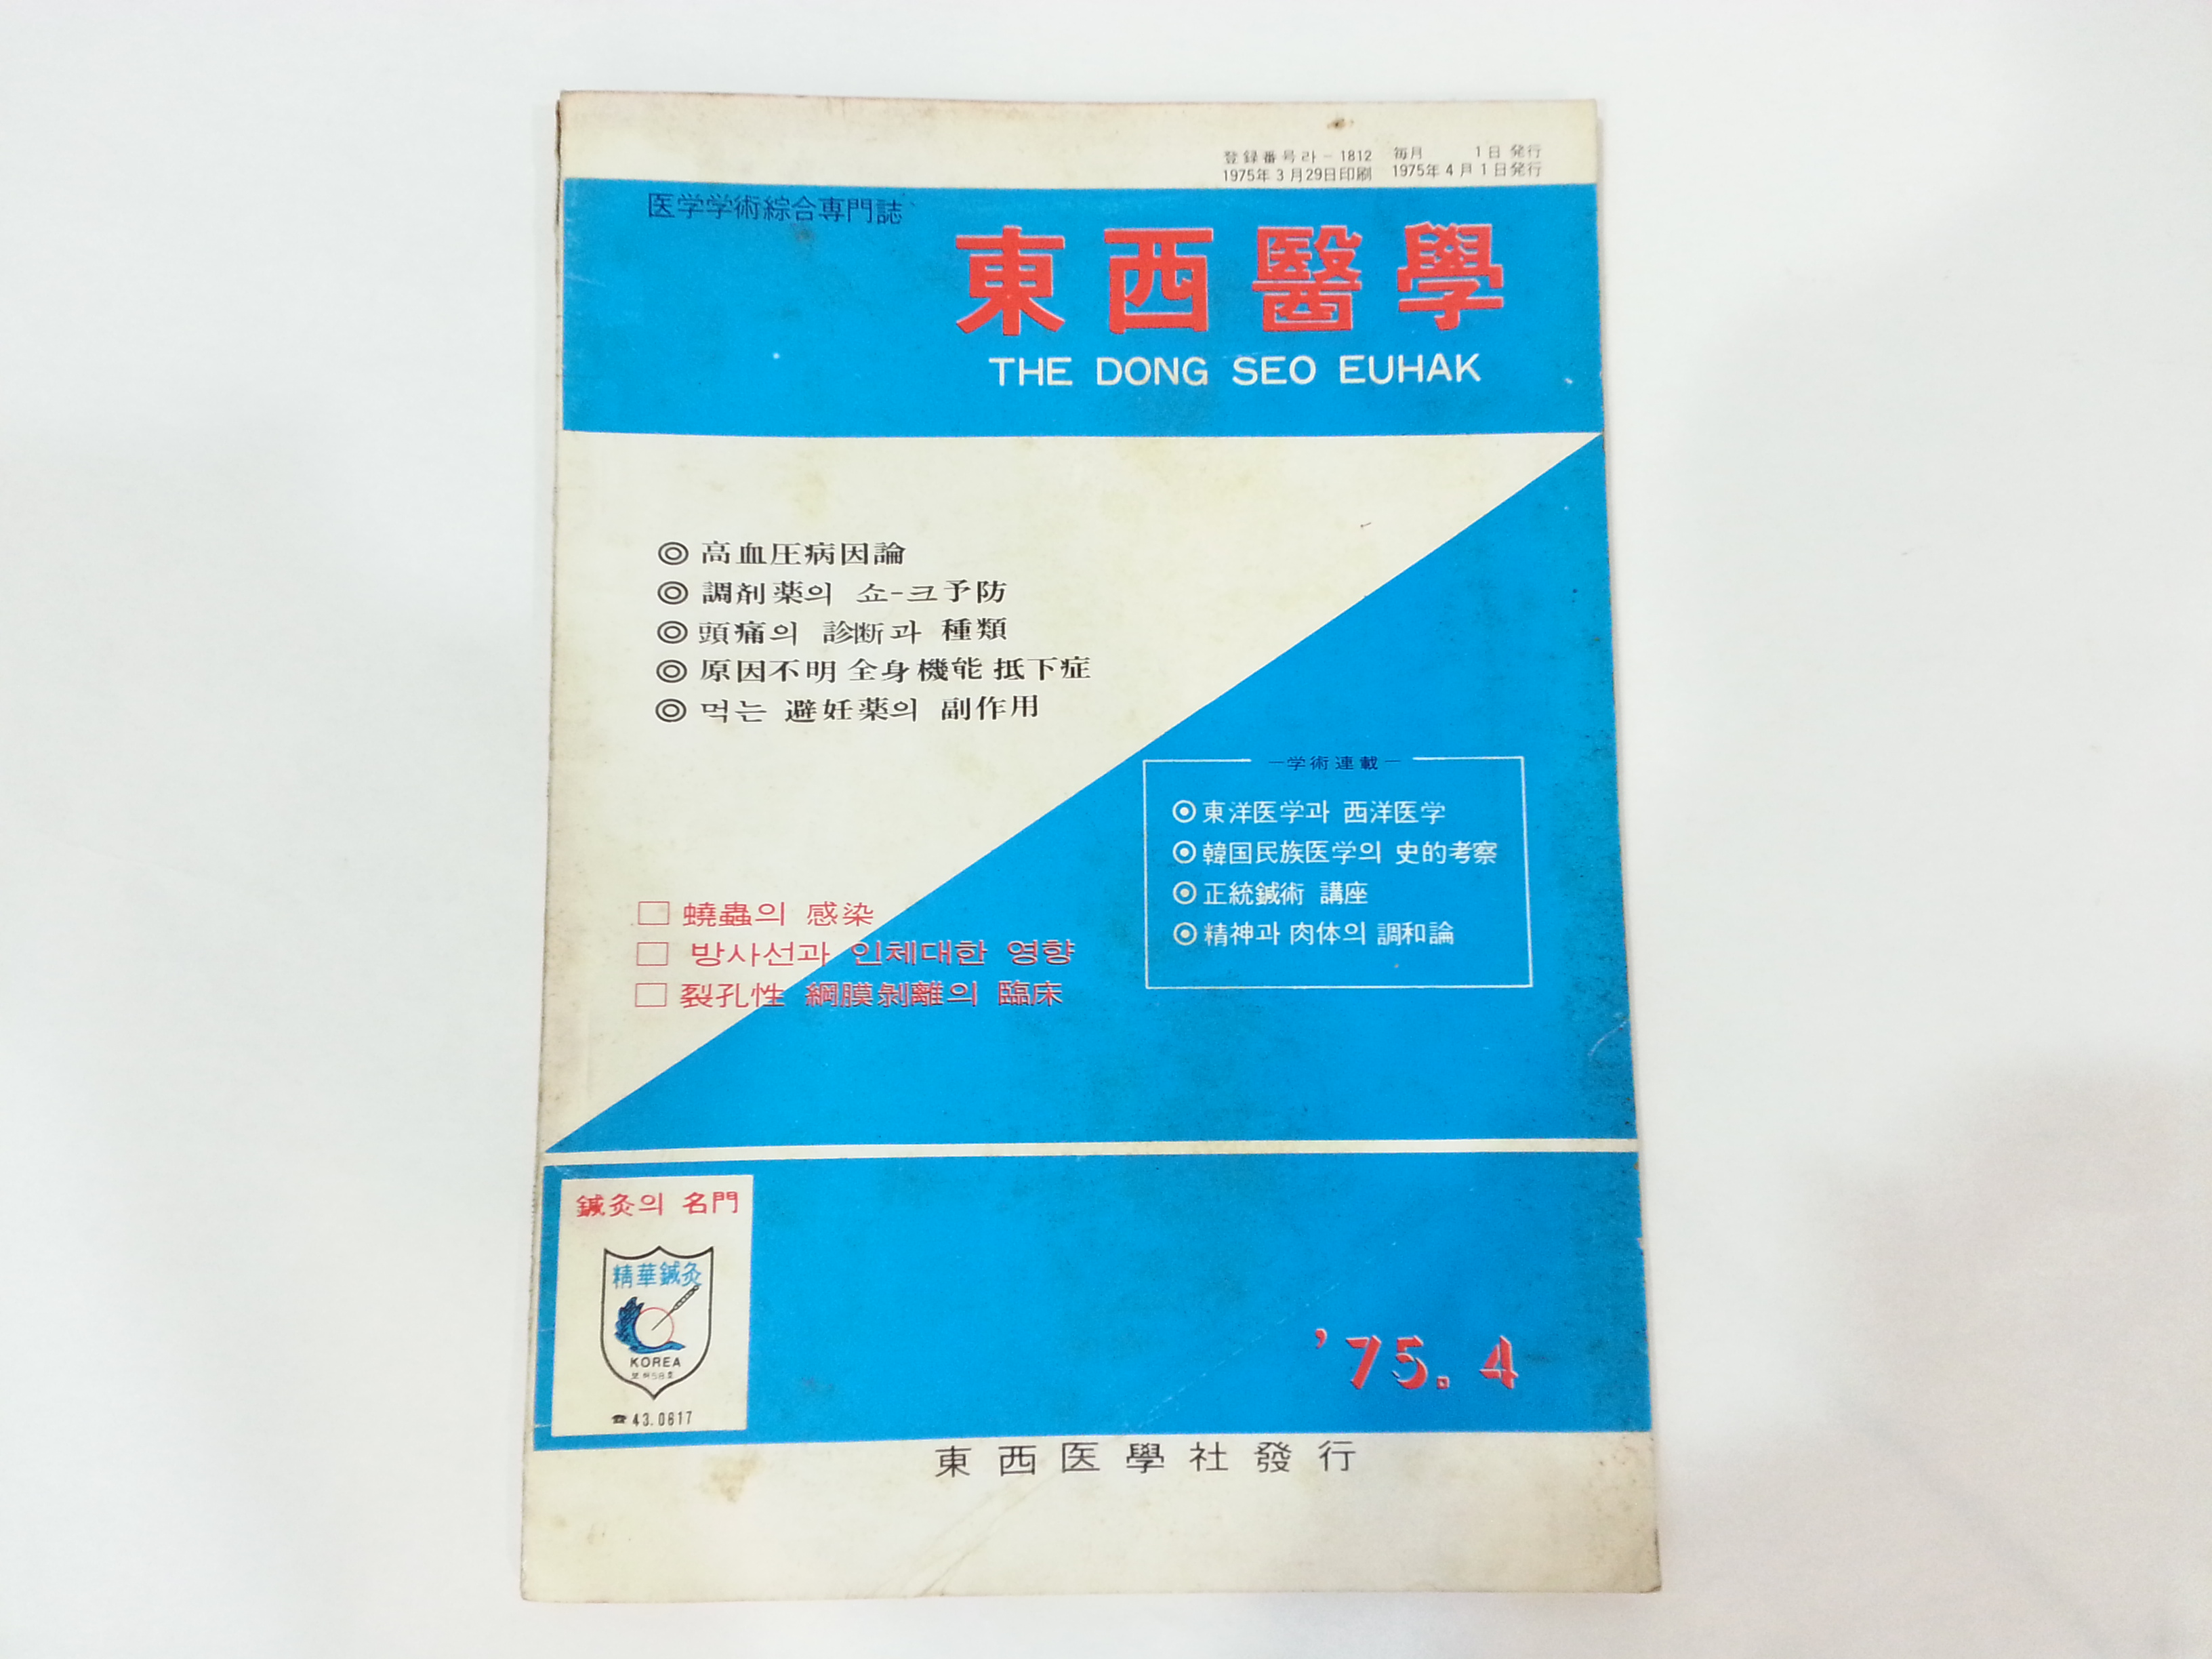 登録番号라-1812 毎月 1日 発行
1975年3月29日印刷 1975年4月1日発行
医学学術綜合専門誌
東西醫學
THE DONG SEO EUHAK
◎ 高血圧病因論
◎ 調剤薬의 쇼-크予防
◎ 頭痛의 診断과 種類
◎ 原因不明 全身機能 抵下症
◎ 먹는 避妊薬의 副作用
-学術連載-
⊙ 東洋医学과 西洋医学
⊙ 韓国民族医学의 史的考察
⊙ 正統鍼術 講座
⊙ 精神과 肉体의 調和論
□ 蟯蟲의 感染
□ 방사선과 인체대한 영향
□ 裂孔性 網膜剝離의 臨床
鍼灸의 名門
精華鍼灸
KOREA
☎43.0617
'75.4
東西医學社發行